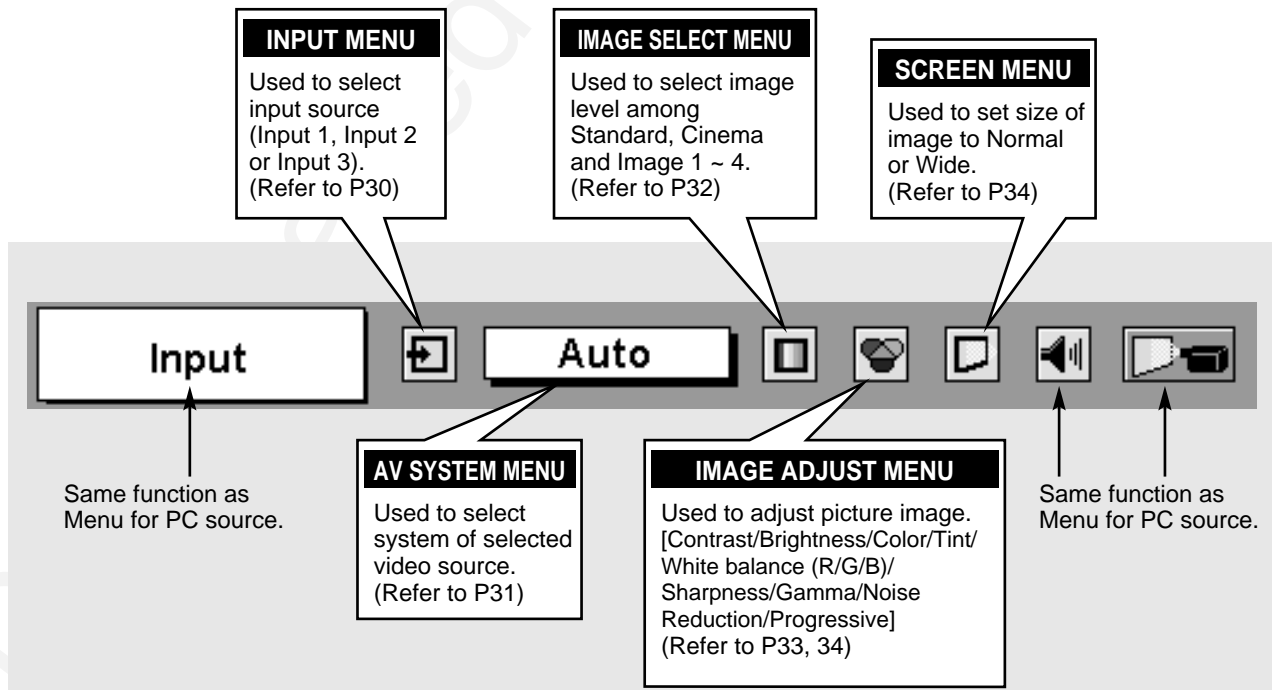 INPUT MENU
Used to select
input source
(Input 1, Input 2
or Input 3).
(Refer to P30)
IMAGE SELECT MENU
Used to select image
level among
Standard, Cinema
and Image 1 ~ 4.
(Refer to P32)
SCREEN MENU
Used to set size of
image to Normal
or Wide.
(Refer to P34)
Input
Auto
Same function as
Menu for PC source.
AV SYSTEM MENU
Used to select
system of selected
video source.
(Refer to P31)
IMAGE ADJUST MENU
Used to adjust picture image.
[Contrast/Brightness/Color/Tint/
White balance (R/G/B)/
Sharpness/Gamma/Noise
Reduction/Progressive]
(Refer to P33, 34)
Same function as
Menu for PC source.